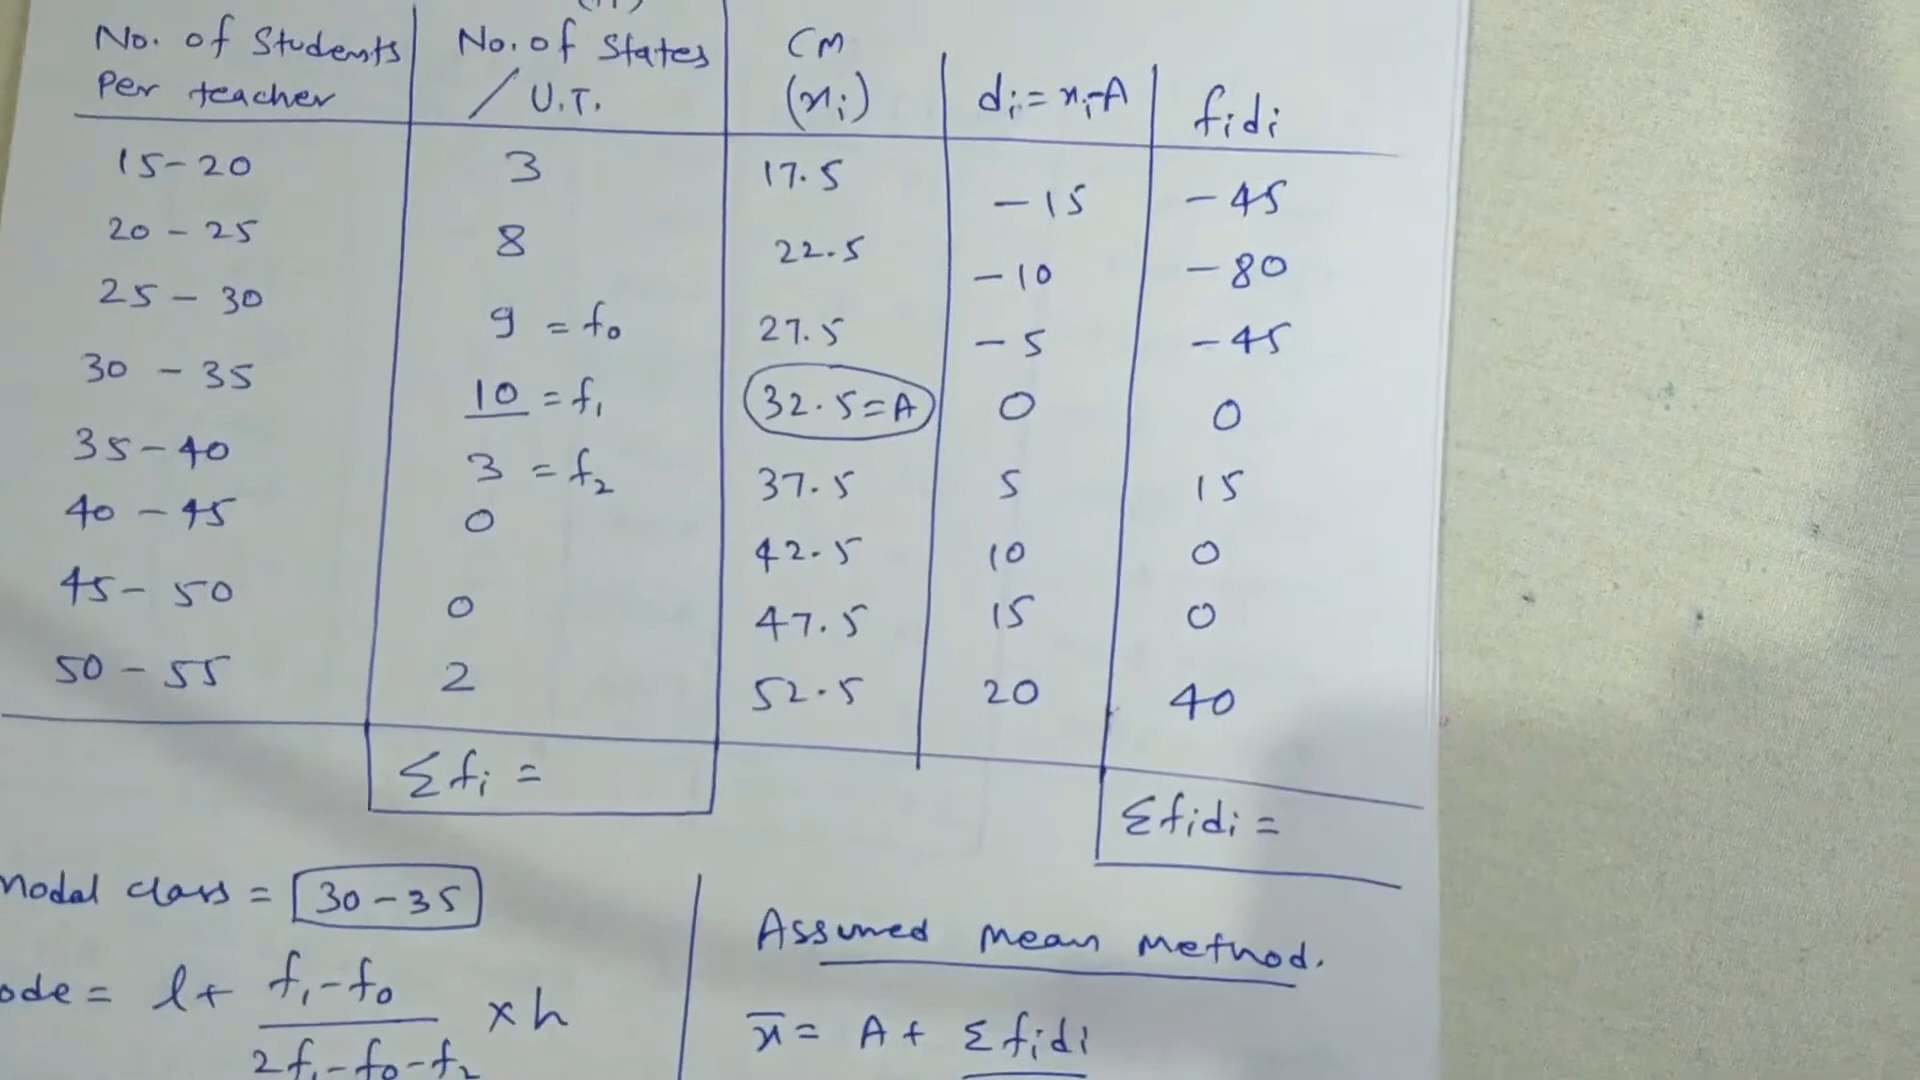 No. of Students No. of States CM
Per teacher / U.T. (xi) di = xi-A fidi
15-20 3 17.5 -15 -45
20-25 8 22.5 -10 -80
25-30 9 = f0 27.5 -5 -45
30-35 10 = f1 32.5=A 0 0
35-40 3 = f2 37.5 5 15
40-45 0 42.5 10 0
45-50 0 47.5 15 0
50-55 2 52.5 20 40
Σfi = Σfidi =
modal class = 30-35
Assumed mean method.
ode = l+ f1-f0 / 2f1-f0-f2 xh
x̄ = A+ Σfidi